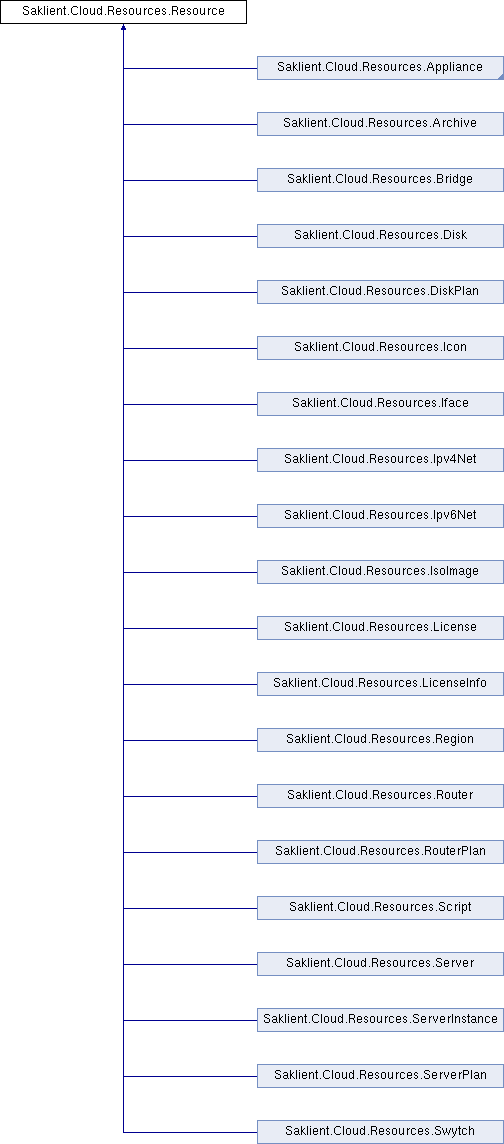 Saklient.Cloud.Resources.Resource
Saklient.Cloud.Resources.Appliance
Saklient.Cloud.Resources.Archive
Saklient.Cloud.Resources.Bridge
Saklient.Cloud.Resources.Disk
Saklient.Cloud.Resources.DiskPlan
Saklient.Cloud.Resources.Icon
Saklient.Cloud.Resources.Iface
Saklient.Cloud.Resources.Ipv4Net
Saklient.Cloud.Resources.Ipv6Net
Saklient.Cloud.Resources.IsoImage
Saklient.Cloud.Resources.License
Saklient.Cloud.Resources.LicenseInfo
Saklient.Cloud.Resources.Region
Saklient.Cloud.Resources.Router
Saklient.Cloud.Resources.RouterPlan
Saklient.Cloud.Resources.Script
Saklient.Cloud.Resources.Server
Saklient.Cloud.Resources.ServerInstance
Saklient.Cloud.Resources.ServerPlan
Saklient.Cloud.Resources.Swytch